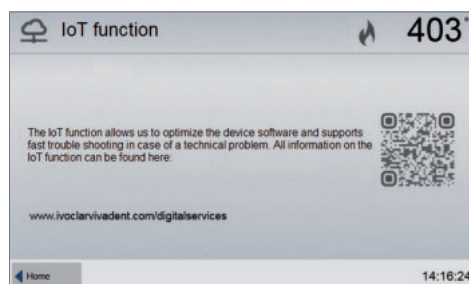 IoT function
403°
The IoT function allows us to optimize the device software and supports
fast trouble shooting in case of a technical problem. All information on the
IoT function can be found here:
www.ivoclarvivadent.com/digitalservices
Home
14:16:24